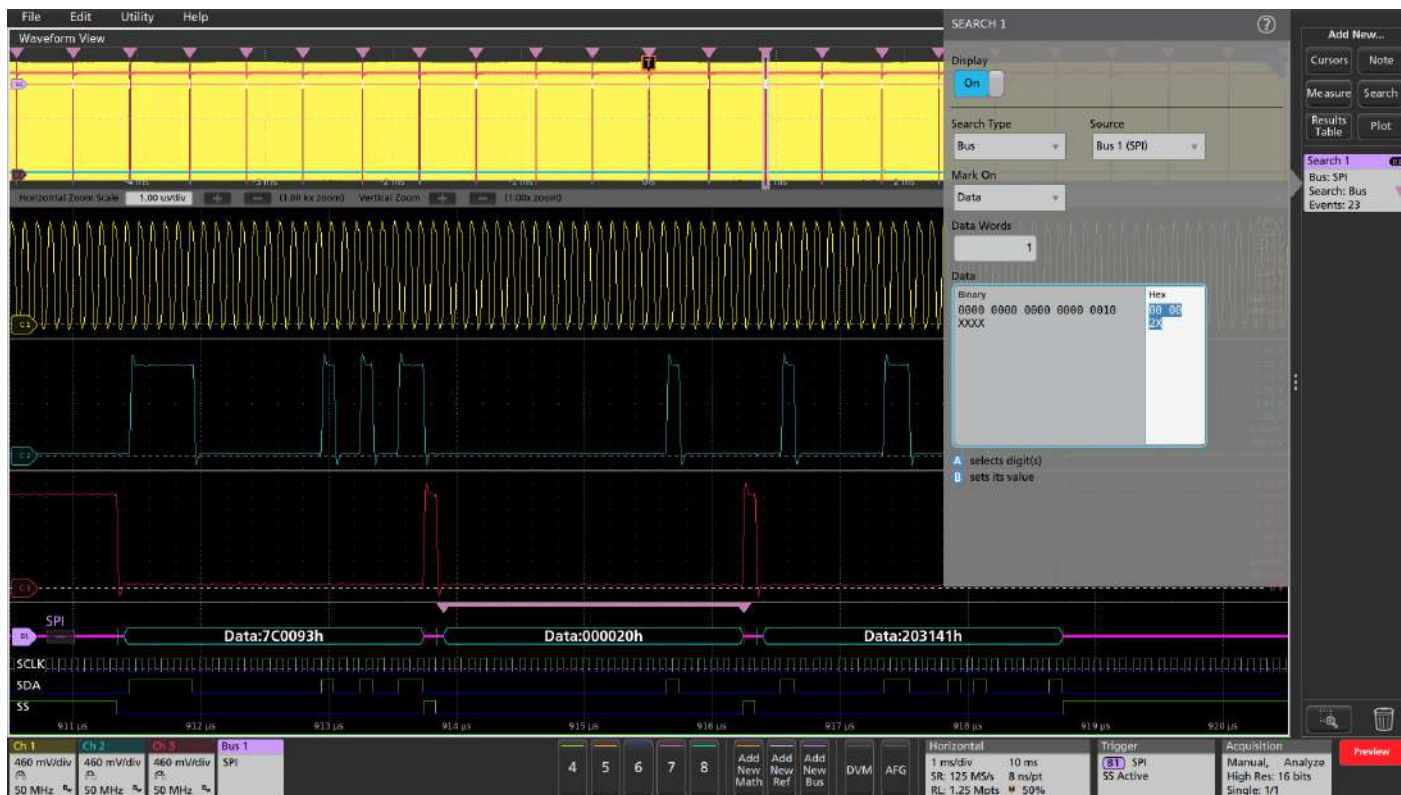 File Edit Utility Help
Waveform View
Horizontal Zoom Scale 1.00 us/div (1.00 kx zoom) Vertical Zoom (1.00x zoom)
C1
C2
C3
SEARCH 1
?
Display
On
Search Type Source
Bus Bus 1 (SPI)
Mark On
Data
Data Words
1
Data
Binary Hex
0000 0000 0000 0000 0010 00 00
XXXX 2X
A selects digit(s)
B sets its value
Add New...
Cursors Note
Measure Search
Results Table Plot
Search 1
Bus: SPI
Search: Bus
Events: 23
SPI
B1 Data:7C0093h Data:000020h Data:203141h
SCLK
SDA
SS
911 µs 912 µs 913 µs 914 µs 915 µs 916 µs 917 µs 918 µs 919 µs 920 µs
Ch 1 Ch 2 Ch 3 Bus 1
460 mV/div 460 mV/div 460 mV/div SPI
50 MHz 50 MHz 50 MHz
4 5 6 7 8
Add New Math
Add New Ref
Add New Bus
DVM AFG
Horizontal
1 ms/div 10 ms
SR: 125 MS/s 8 ns/pt
RL: 1.25 Mpts 50%
Trigger
B1 SPI
SS Active
Acquisition
Manual, Analyze
High Res: 16 bits
Single: 1/1
Preview